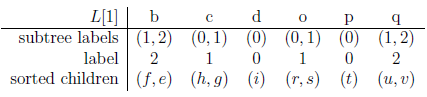 L[1] b c d o p q
subtree labels (1, 2) (0, 1) (0) (0, 1) (0) (1, 2)
label 2 1 0 1 0 2
sorted children (f, e) (h, g) (i) (r, s) (t) (u, v)